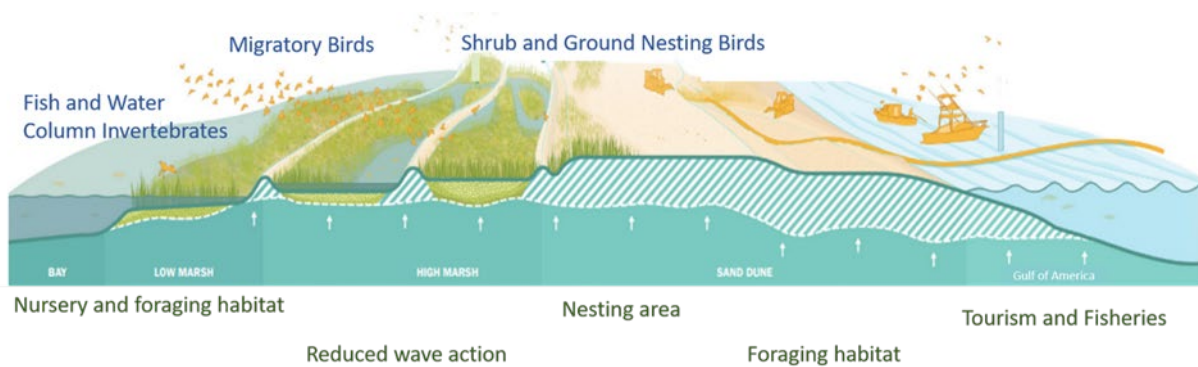 Migratory Birds
Shrub and Ground Nesting Birds
Fish and Water
Column Invertebrates
BAY
LOW MARSH
HIGH MARSH
SAND DUNE
Gulf of America
Nursery and foraging habitat
Nesting area
Tourism and Fisheries
Reduced wave action
Foraging habitat